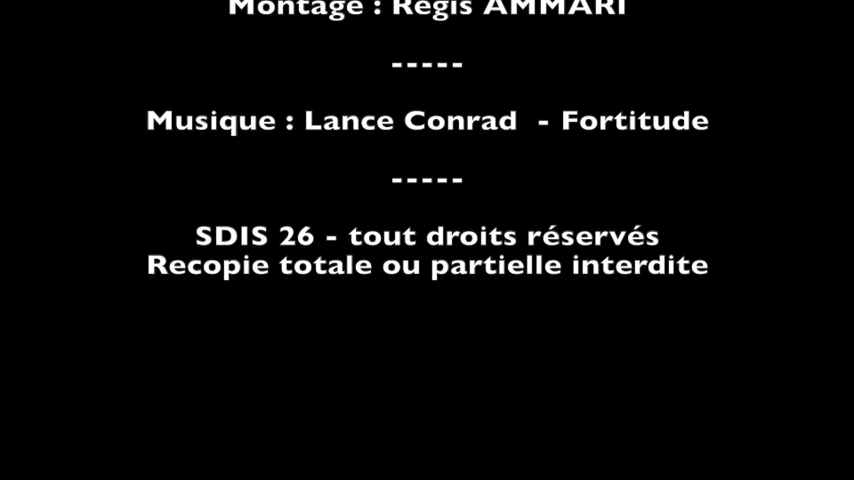 Montage : Régis AMMARI
-----
Musique : Lance Conrad - Fortitude
-----
SDIS 26 - tout droits réservés
Recopie totale ou partielle interdite